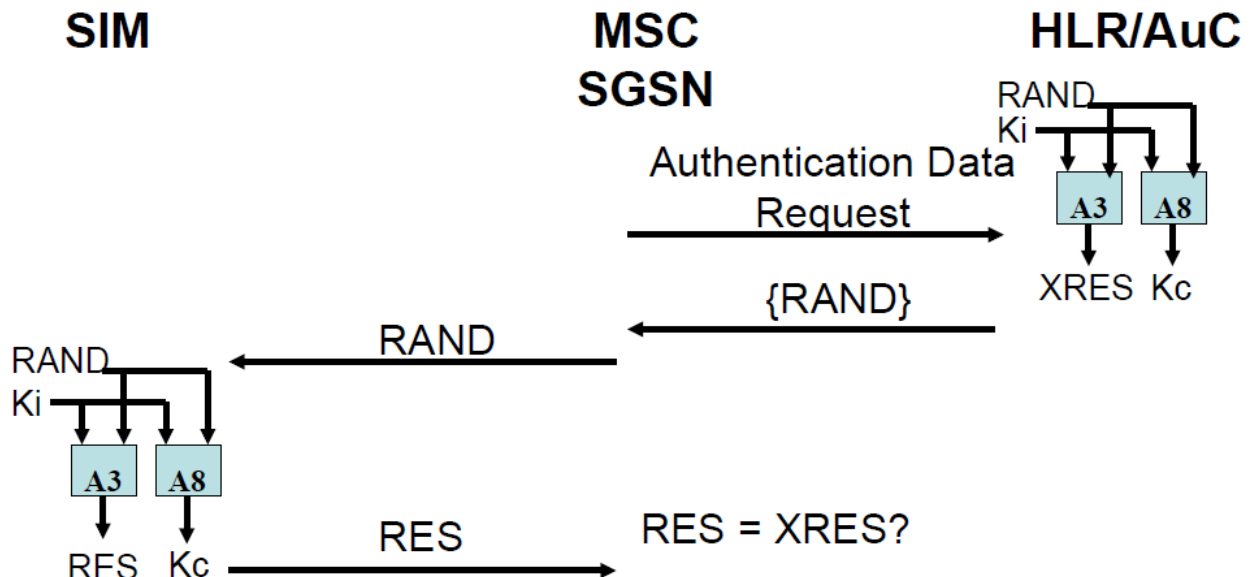 SIM
MSC
HLR/AuC
SGSN
RAND
Ki
Authentication Data
Request
A3
A8
XRES
Kc
{RAND}
RAND
RAND
Ki
A3
A8
RES
RES = XRES?
RES
Kc